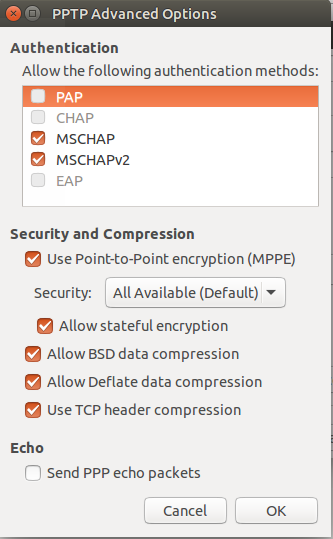 PPTP Advanced Options
Authentication
Allow the following authentication methods:
PAP
CHAP
MSCHAP
MSCHAPv2
EAP
Security and Compression
Use Point-to-Point encryption (MPPE)
Security: All Available (Default)
Allow stateful encryption
Allow BSD data compression
Allow Deflate data compression
Use TCP header compression
Echo
Send PPP echo packets
Cancel OK